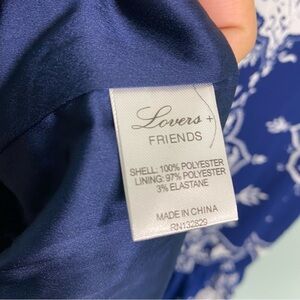 Lovers +
FRIENDS
SHELL: 100% POLYESTER
LINING: 97% POLYESTER
3% ELASTANE
MADE IN CHINA
RN132829